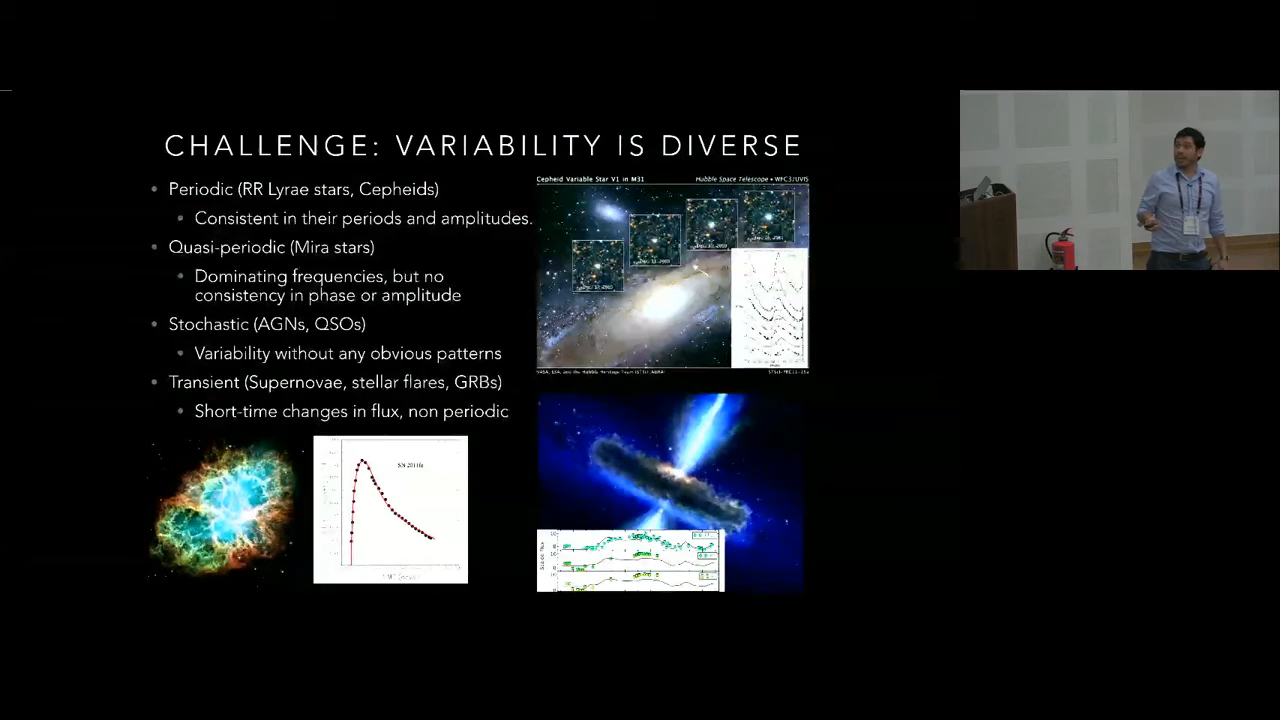 CHALLENGE: VARIABILITY IS DIVERSE
• Periodic (RR Lyrae stars, Cepheids)
• Consistent in their periods and amplitudes.
• Quasi-periodic (Mira stars)
• Dominating frequencies, but no
consistency in phase or amplitude
• Stochastic (AGNs, QSOs)
• Variability without any obvious patterns
• Transient (Supernovae, stellar flares, GRBs)
• Short-time changes in flux, non periodic
Cepheid Variable Star V1 in M31
Hubble Space Telescope • WFC3/UVIS
SN 2011fe